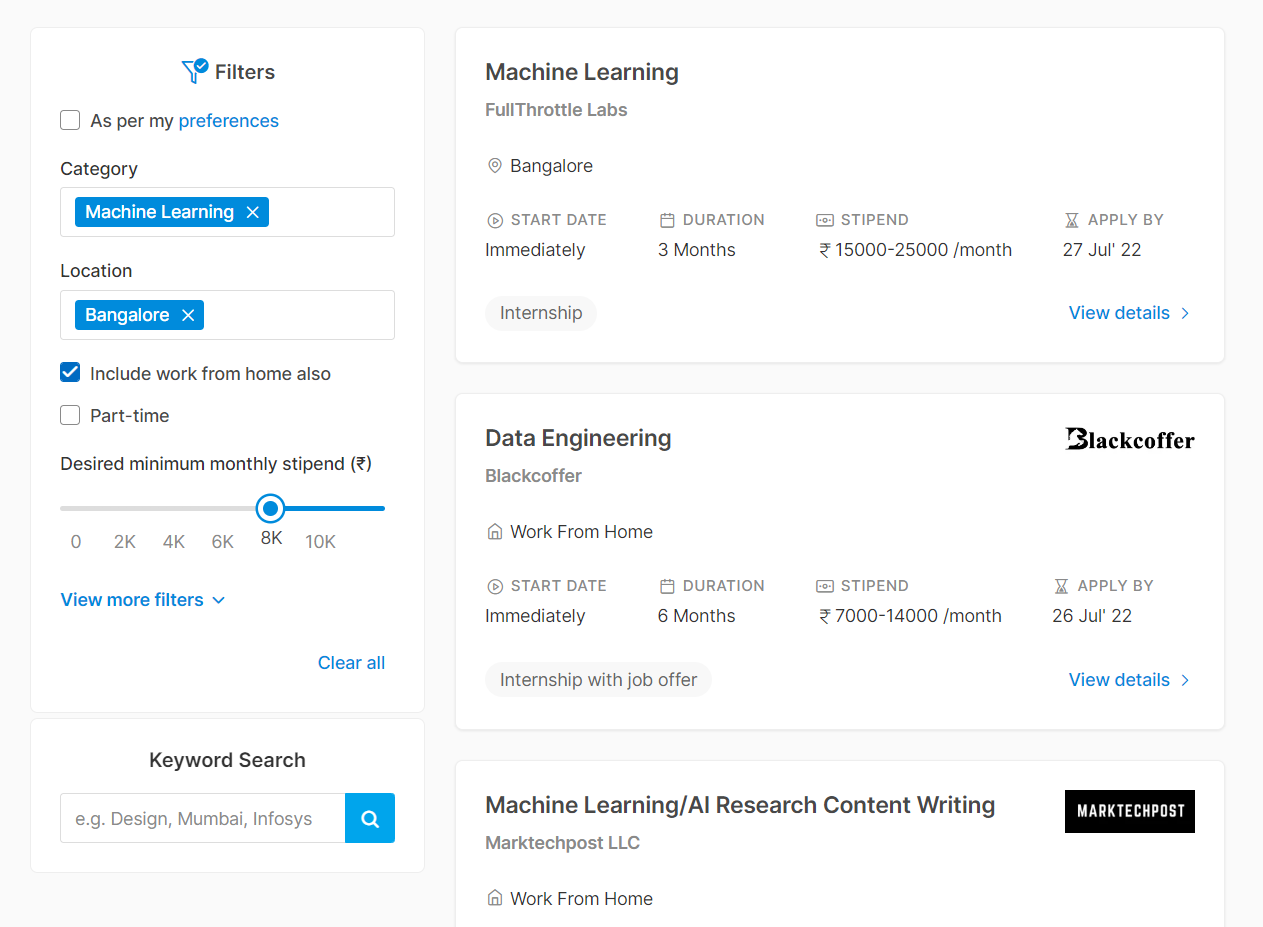 Filters
As per my preferences
Category
Machine Learning
Location
Bangalore
Include work from home also
Part-time
Desired minimum monthly stipend (₹)
0 2K 4K 6K 8K 10K
View more filters
Clear all
Keyword Search
e.g. Design, Mumbai, Infosys
Machine Learning
FullThrottle Labs
Bangalore
START DATE DURATION STIPEND APPLY BY
Immediately 3 Months ₹ 15000-25000 /month 27 Jul' 22
Internship View details
Data Engineering Blackcoffer
Blackcoffer
Work From Home
START DATE DURATION STIPEND APPLY BY
Immediately 6 Months ₹ 7000-14000 /month 26 Jul' 22
Internship with job offer View details
Machine Learning/AI Research Content Writing MARKTECHPOST
Marktechpost LLC
Work From Home